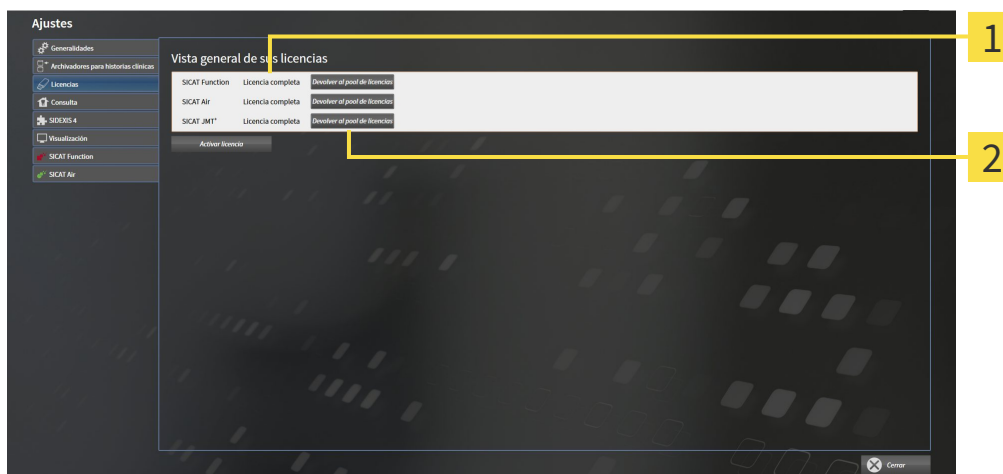 Ajustes
Generalidades
Archivadores para historias clínicas
Licencias
Consulta
SIDEXIS 4
Visualización
SICAT Function
SICAT Air
Vista general de sus licencias
SICAT Function Licencia completa Devolver al pool de licencias
SICAT Air Licencia completa Devolver al pool de licencias
SICAT JMT⁺ Licencia completa Devolver al pool de licencias
Activar licencia
Cerrar
1
2